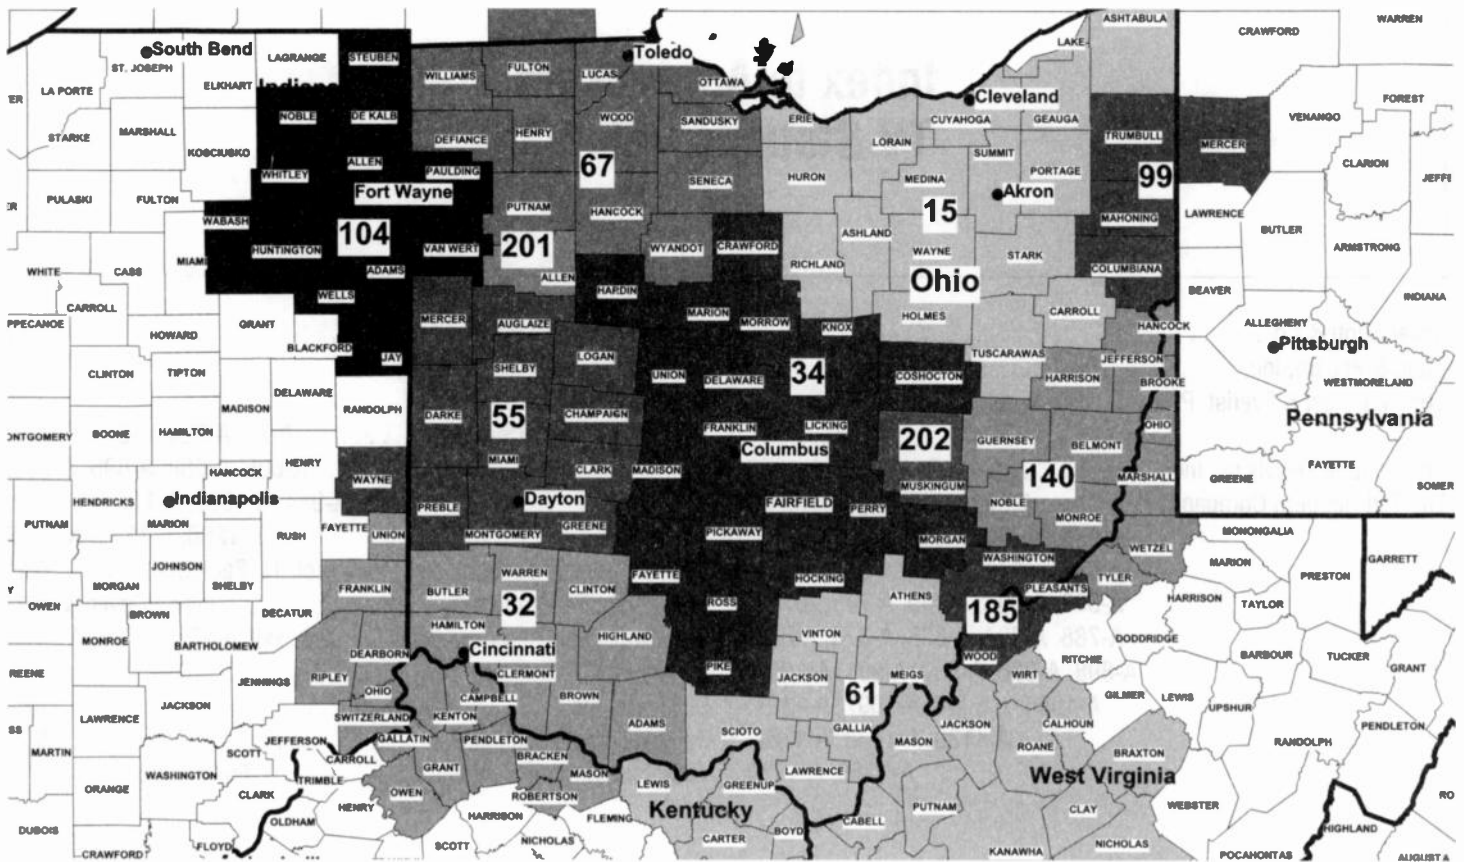 ASHTABULA
WARREN
CRAWFORD
South Bend
LAGRANGE
STEUBEN
LAKE
Toledo
ST. JOSEPH
ELKHART
Indiana
WILLIAMS
FULTON
LUCAS
OTTAWA
LA PORTE
Cleveland
FOREST
VENANGO
NOBLE
DE KALB
WOOD
SANDUSKY
ERIE
CUYAHOGA
GEAUGA
STARKE
MARSHALL
KOSCIUSKO
DEFIANCE
HENRY
LORAIN
TRUMBULL
MERCER
SUMMIT
ALLEN
WHITLEY
PAULDING
67
SENECA
HURON
MEDINA
PORTAGE
99
CLARION
JEFFE
Fort Wayne
Akron
PULASKI
FULTON
PUTNAM
HANCOCK
15
MAHONING
LAWRENCE
WABASH
104
HUNTINGTON
VAN WERT
201
WYANDOT
CRAWFORD
ASHLAND
WAYNE
STARK
BUTLER
ARMSTRONG
MIAMI
RICHLAND
COLUMBIANA
WHITE
CASS
ADAMS
ALLEN
Ohio
BEAVER
WELLS
HARDIN
INDIANA
CARROLL
MERCER
AUGLAIZE
MARION
MORROW
KNOX
HOLMES
CARROLL
HANCOCK
ALLEGHENY
PPECANOE
HOWARD
GRANT
BLACKFORD
JAY
LOGAN
TUSCARAWAS
JEFFERSON
Pittsburgh
CLINTON
TIPTON
SHELBY
UNION
DELAWARE
34
COSHOCTON
HARRISON
BROOKE
WESTMORELAND
DELAWARE
MADISON
RANDOLPH
DARKE
55
CHAMPAIGN
FRANKLIN
LICKING
202
GUERNSEY
BELMONT
OHIO
Pennsylvania
ONTGOMERY
BOONE
HAMILTON
MIAMI
Columbus
HENRY
HANCOCK
CLARK
MADISON
WAYNE
MUSKINGUM
140
MARSHALL
FAYETTE
GREENE
SOMER
HENDRICKS
Indianapolis
Dayton
FAIRFIELD
PERRY
NOBLE
PUTNAM
MARION
PREBLE
GREENE
MONROE
RUSH
FAYETTE
UNION
MONTGOMERY
PICKAWAY
MORGAN
MONONGALIA
WETZEL
WASHINGTON
GARRETT
JOHNSON
MORGAN
SHELBY
WARREN
FAYETTE
HOCKING
PLEASANTS
TYLER
MARION
PRESTON
Y
OWEN
FRANKLIN
BUTLER
32
CLINTON
ROSS
ATHENS
185
HARRISON
TAYLOR
BROWN
DECATUR
HAMILTON
HIGHLAND
VINTON
DODDRIDGE
MONROE
BARTHOLOMEW
Cincinnati
DEARBORN
WOOD
RITCHIE
BARBOUR
TUCKER
GRANT
REENE
JENNINGS
RIPLEY
OHIO
CLERMONT
PIKE
JACKSON
MEIGS
WIRT
CAMPBELL
BROWN
61
GILMER
LEWIS
UPSHUR
LAWRENCE
JACKSON
SWITZERLAND
KENTON
ADAMS
SCIOTO
GALLIA
JACKSON
CALHOUN
PENDLETON
SS
MARTIN
SCOTT
JEFFERSON
GALLATIN
PENDLETON
BRACKEN
MASON
ROANE
RANDOLPH
BRAXTON
CARROLL
GRANT
MASON
LAWRENCE
West Virginia
WASHINGTON
TRIMBLE
LEWIS
GREENUP
ORANGE
CLARK
OWEN
ROBERTSON
HENRY
Kentucky
PUTNAM
CLAY
WEBSTER
RO
DUBOIS
OLDHAM
HARRISON
FLEMING
CABELL
BOYD
HIGHLAND
FLOYD
SCOTT
NICHOLAS
CARTER
KANAWHA
NICHOLAS
CRAWFORD
POCAHONTAS
AUGUSTA